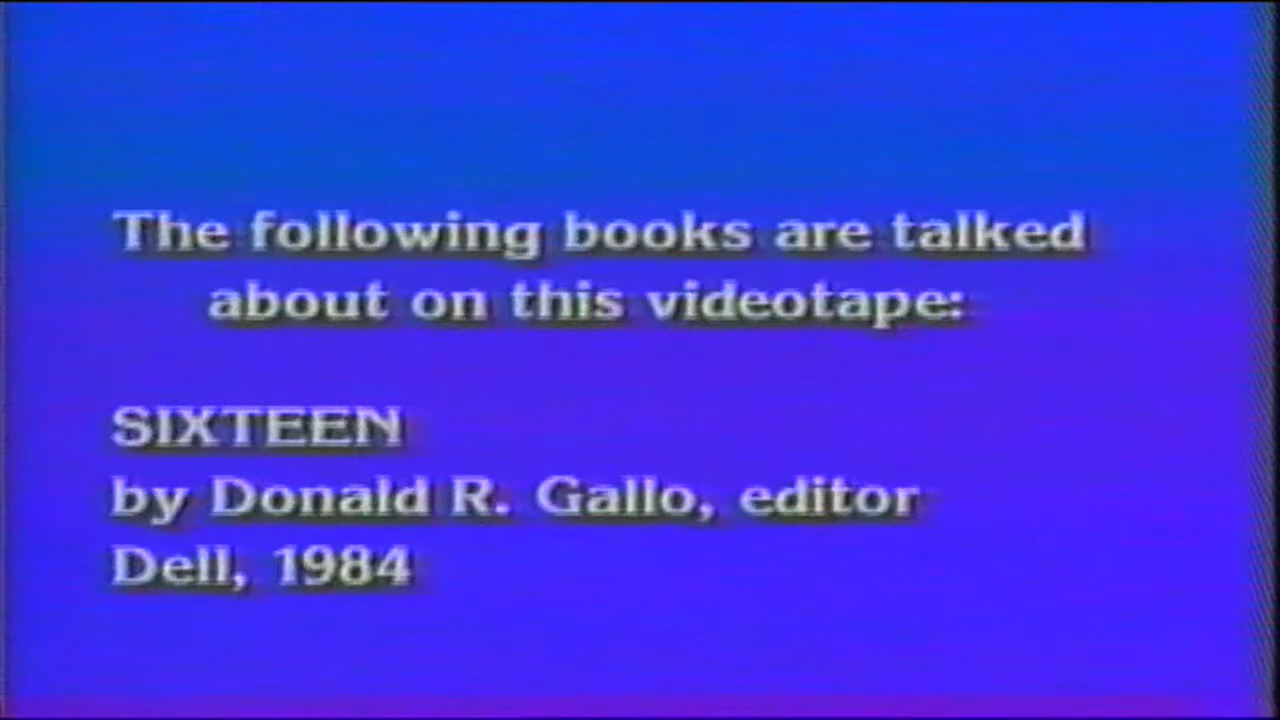 The following books are talked
about on this videotape:
SIXTEEN
by Donald R. Gallo, editor
Dell, 1984